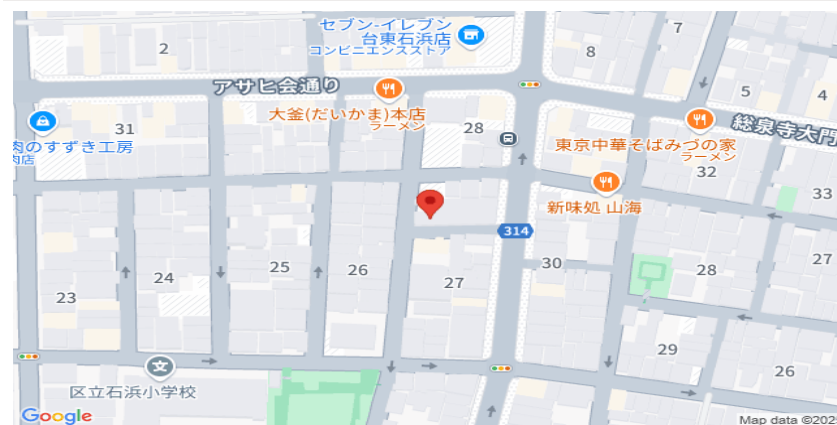 セブン-イレブン
台東石浜店
コンビニエンスストア
2
7
8
5
4
アサヒ会通り
大釜(だいかま)本店
ラーメン
31
28
肉のすずき工房
肉店
東京中華そばみづの家
ラーメン
総泉寺大門
32
新味処 山海
33
314
23
24
25
26
27
30
28
27
29
26
区立石浜小学校
Google
Map data ©202